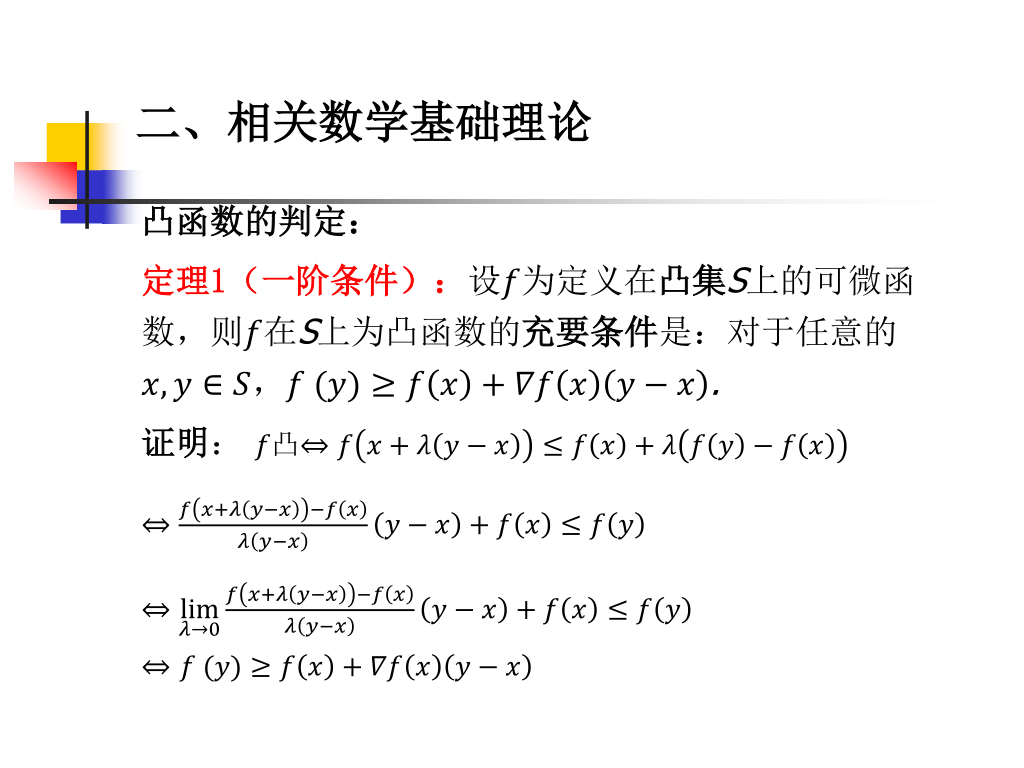 二、相关数学基础理论
凸函数的判定：
定理1（一阶条件）：设f为定义在凸集S上的可微函
数，则f在S上为凸函数的充要条件是：对于任意的
x, y ∈ S，f (y) ≥ f(x) + ∇f(x)(y − x).
证明： f凸⇔ f(x + λ(y − x)) ≤ f(x) + λ(f(y) − f(x))
⇔ \frac{f(x+λ(y−x))−f(x)}{λ(y−x)} (y − x) + f(x) ≤ f(y)
⇔ \lim_{λ→0} \frac{f(x+λ(y−x))−f(x)}{λ(y−x)} (y − x) + f(x) ≤ f(y)
⇔ f (y) ≥ f(x) + ∇f(x)(y − x)